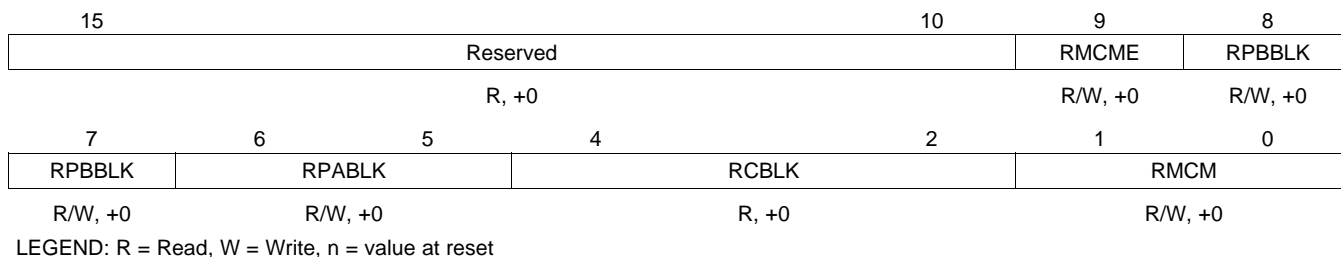 15 10 9 8
Reserved RMCME RPBBLK
R, +0 R/W, +0 R/W, +0
7 6 5 4 2 1 0
RPBBLK RPABLK RCBLK RMCM
R/W, +0 R/W, +0 R, +0 R/W, +0
LEGEND: R = Read, W = Write, n = value at reset